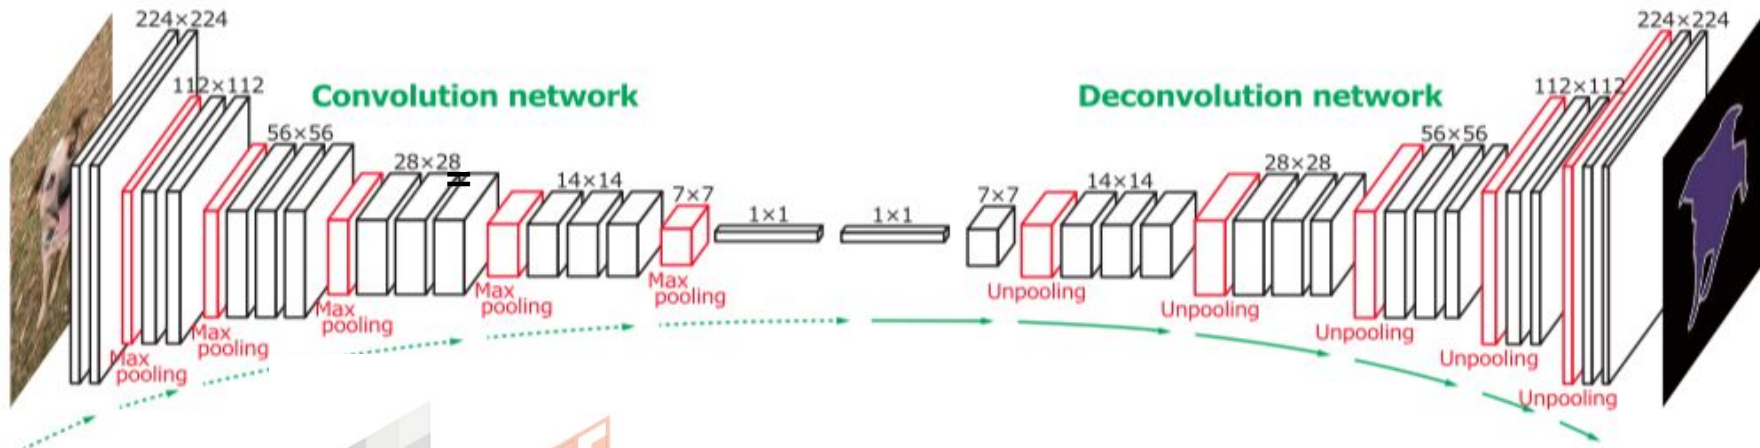 224×224
112×112
Convolution network
56×56
28×28
14×14
7×7
1×1
1×1
7×7
14×14
28×28
Deconvolution network
56×56
112×112
224×224
Max
pooling
Max
pooling
Max
pooling
Max
pooling
Max
pooling
Unpooling
Unpooling
Unpooling
Unpooling
Unpooling